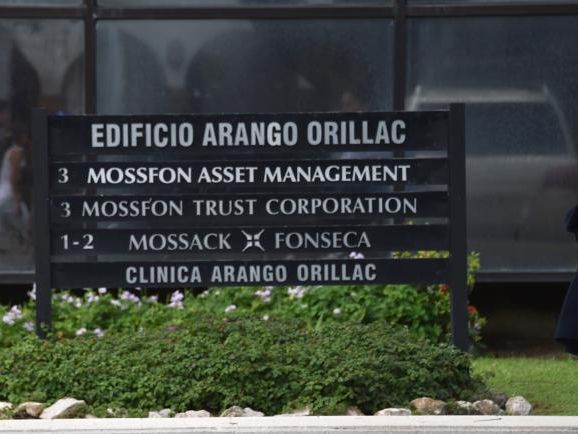 EDIFICIO ARANGO ORILLAC
3 MOSSFON ASSET MANAGEMENT
3 MOSSFON TRUST CORPORATION
1-2 MOSSACK FONSECA
CLINICA ARANGO ORILLAC